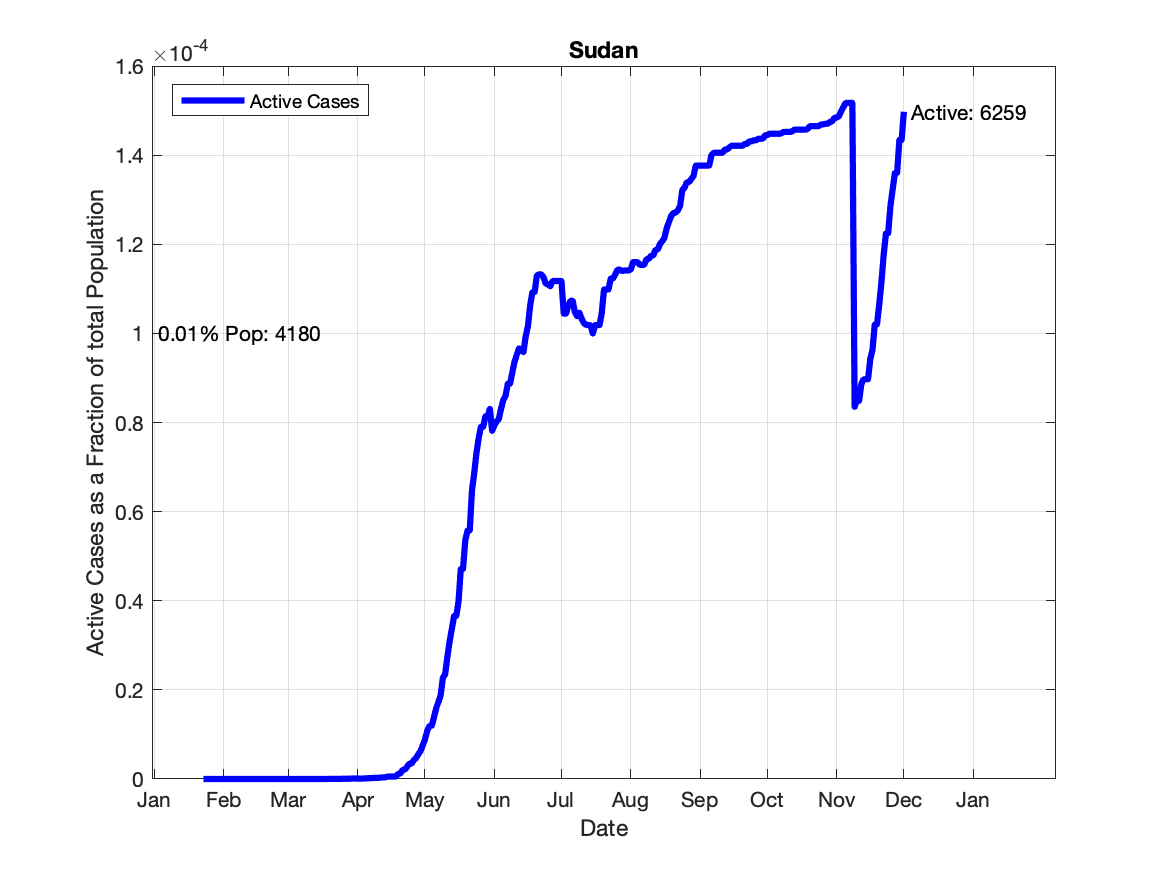 Sudan
×10-4
Active Cases
Active: 6259
0.01% Pop: 4180
Active Cases as a Fraction of total Population
1.6
1.4
1.2
1
0.8
0.6
0.4
0.2
0
Jan Feb Mar Apr May Jun Jul Aug Sep Oct Nov Dec Jan
Date